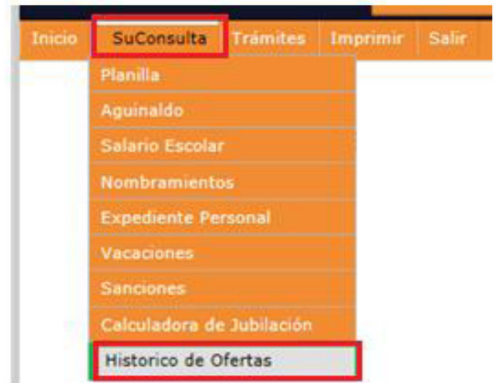 Inicio SuConsulta Trámites Imprimir Salir
Planilla
Aguinaldo
Salario Escolar
Nombramientos
Expediente Personal
Vacaciones
Sanciones
Calculadora de Jubilación
Historico de Ofertas